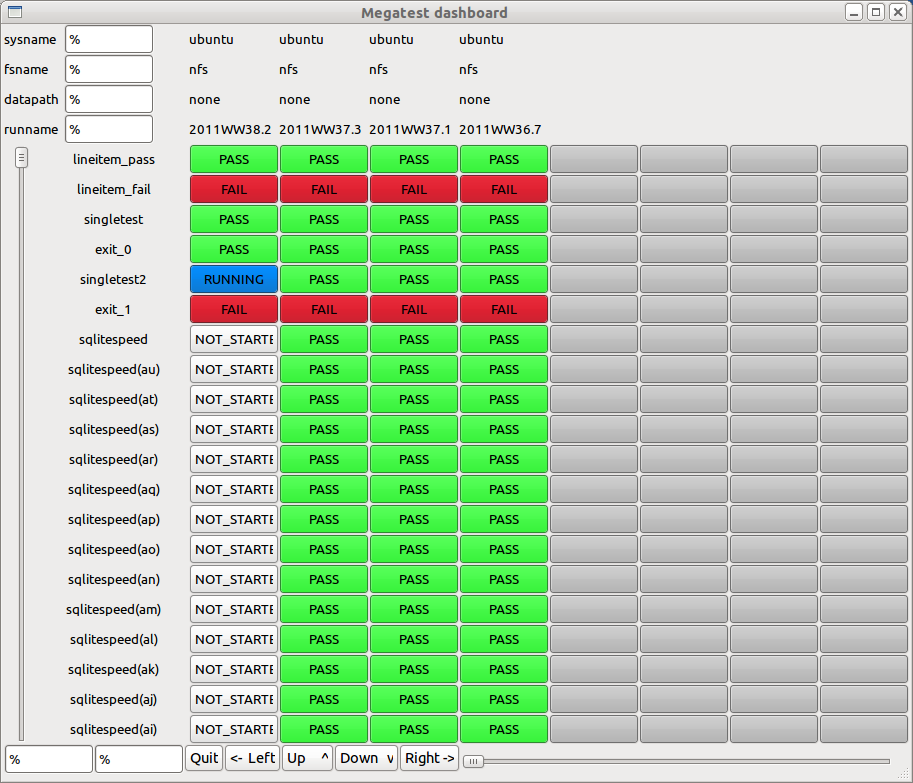 Megatest dashboard
sysname % ubuntu ubuntu ubuntu ubuntu
fsname % nfs nfs nfs nfs
datapath % none none none none
runname % 2011WW38.2 2011WW37.3 2011WW37.1 2011WW36.7
lineitem_pass PASS PASS PASS PASS
lineitem_fail FAIL FAIL FAIL FAIL
singletest PASS PASS PASS PASS
exit_0 PASS PASS PASS PASS
singletest2 RUNNING PASS PASS PASS
exit_1 FAIL FAIL FAIL FAIL
sqlitespeed NOT_STARTE PASS PASS PASS
sqlitespeed(au) NOT_STARTE PASS PASS PASS
sqlitespeed(at) NOT_STARTE PASS PASS PASS
sqlitespeed(as) NOT_STARTE PASS PASS PASS
sqlitespeed(ar) NOT_STARTE PASS PASS PASS
sqlitespeed(aq) NOT_STARTE PASS PASS PASS
sqlitespeed(ap) NOT_STARTE PASS PASS PASS
sqlitespeed(ao) NOT_STARTE PASS PASS PASS
sqlitespeed(an) NOT_STARTE PASS PASS PASS
sqlitespeed(am) NOT_STARTE PASS PASS PASS
sqlitespeed(al) NOT_STARTE PASS PASS PASS
sqlitespeed(ak) NOT_STARTE PASS PASS PASS
sqlitespeed(aj) NOT_STARTE PASS PASS PASS
sqlitespeed(ai) NOT_STARTE PASS PASS PASS
% % Quit <- Left Up ^ Down v Right ->